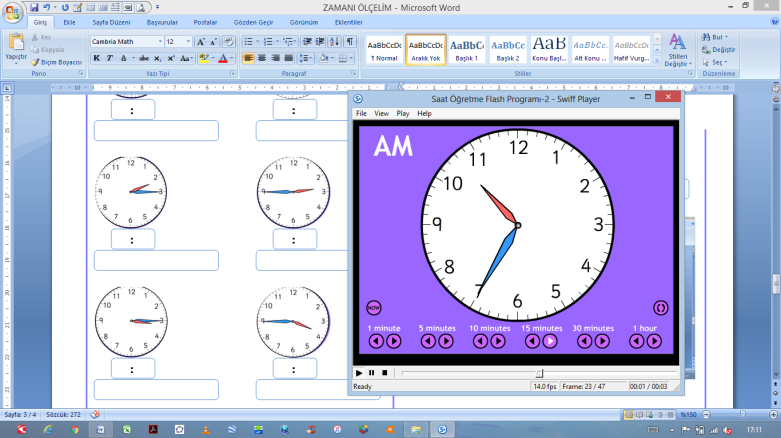 ZAMANI ÖLÇELİM - Microsoft Word
Giriş Ekle Sayfa Düzeni Başvurular Postalar Gözden Geçir Görünüm Eklentiler
Yapıştır
Kes
Kopyala
Biçim Boyacısı
Pano
Cambria Math 12
K T A
Yazı Tipi
Paragraf
AaBbCcDc AaBbCcDc AaBbC AaBbCc AaB AaBbCc. AaBbCcDc
¶ Normal Aralık Yok Başlık 1 Başlık 2 Konu Başl... Alt Konu ... Hafif Vurg...
Stiller
Stilleri Değiştir
Bul
Değiştir
Seç
Düzenleme
:
:
:
:
:
:
Saat Öğretme Flash Programı-2 - Swiff Player
File View Play Help
AM
12
1
2
3
4
5
6
7
8
9
10
11
NOW
1 minute 5 minutes 10 minutes 15 minutes 30 minutes 1 hour
Ready 14.0 fps Frame: 23 / 47 00:01 / 00:03
Sayfa: 3 / 4 Sözcük: 272 %150
17:11